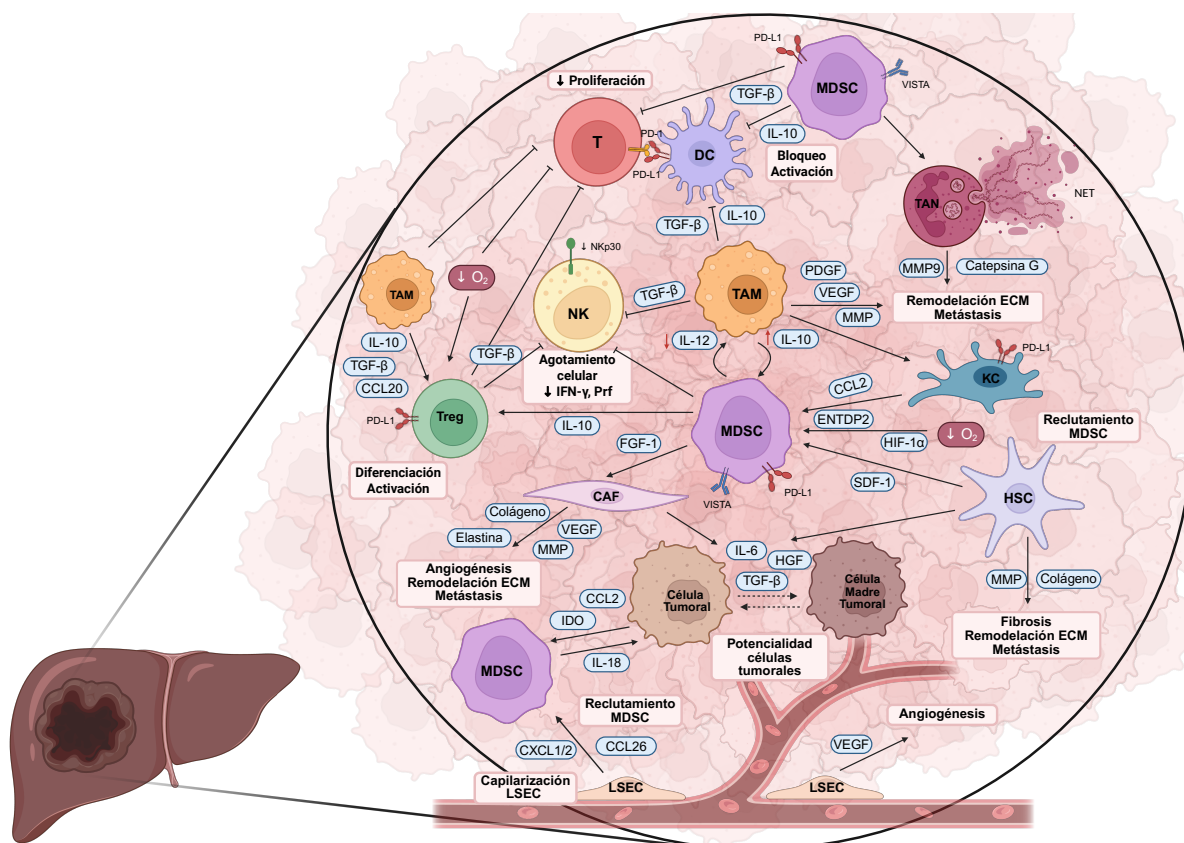 PD-L1
MDSC
VISTA
↓ Proliferación
TGF-β
IL-10
T
PD-1
PD-L1
DC
Bloqueo
Activación
TAN
NET
TGF-β
IL-10
↓ NKp30
MMP9
Catepsina G
Remodelación ECM
Metástasis
TAM
↓ O₂
NK
TGF-β
TAM
PDGF
VEGF
MMP
IL-10
TGF-β
CCL20
TGF-β
Agotamiento
celular
↓ IFN-γ, Prf
↓ IL-12
↑ IL-10
PD-L1
KC
CCL2
ENTDP2
HIF-1α
↓ O₂
Reclutamiento
MDSC
PD-L1
Treg
IL-10
MDSC
FGF-1
Diferenciación
Activación
VISTA
PD-L1
SDF-1
HSC
CAF
Colágeno
Elastina
VEGF
MMP
Angiogénesis
Remodelación ECM
Metástasis
IL-6
HGF
TGF-β
Célula
Tumoral
Célula
Madre
Tumoral
MMP
Colágeno
Fibrosis
Remodelación ECM
Metástasis
CCL2
IDO
IL-18
MDSC
Potencialidad
células
tumorales
Reclutamiento
MDSC
CXCL1/2
CCL26
Capilarización
LSEC
LSEC
Angiogénesis
VEGF
LSEC